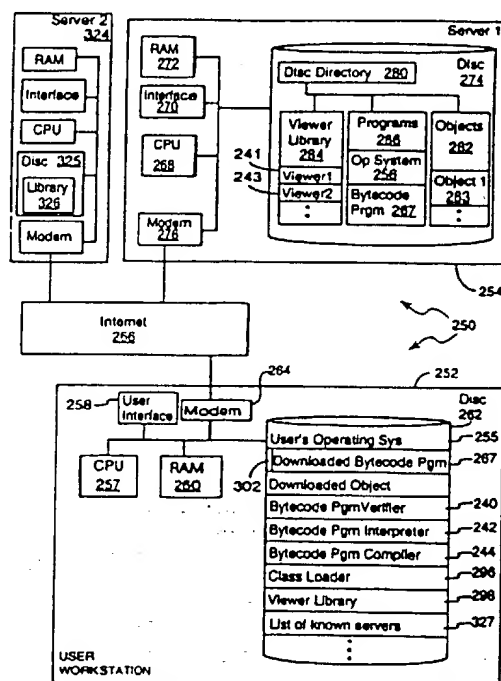 Server 2
324
RAM
Interface
CPU
Disc 325
Library
326
Modem
Server 1
RAM
272
Interface
270
CPU
268
Modem
276
Disc Directory 280
Disc
274
Viewer
Library
284
241
Viewer1
243
Viewer2
Programs
286
Op System
256
Bytecode
Prgm 267
Objects
282
Object 1
283
254
250
Internet
256
252
264
258
User
Interface
Modem
CPU
257
RAM
260
Disc
262
User's Operating Sys
255
302
Downloaded Bytecode Pgm
267
Downloaded Object
Bytecode PgmVerifier
240
Bytecode Pgm Interpreter
242
Bytecode Pgm Compiler
244
Class Loader
296
Viewer Library
298
List of known servers
327
USER
WORKSTATION